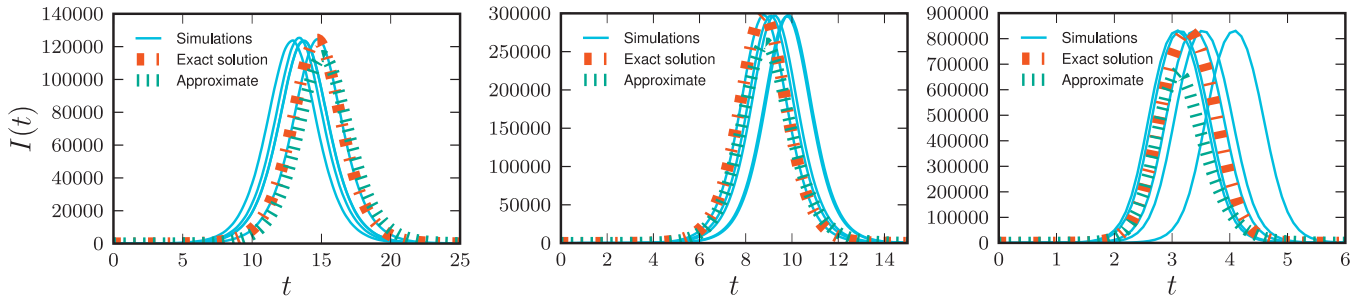 I(t)
140000
120000
100000
80000
60000
40000
20000
0
Simulations
Exact solution
Approximate
0 5 10 15 20 25
t
300000
250000
200000
150000
100000
50000
0
Simulations
Exact solution
Approximate
0 2 4 6 8 10 12 14
t
900000
800000
700000
600000
500000
400000
300000
200000
100000
0
Simulations
Exact solution
Approximate
0 1 2 3 4 5 6
t